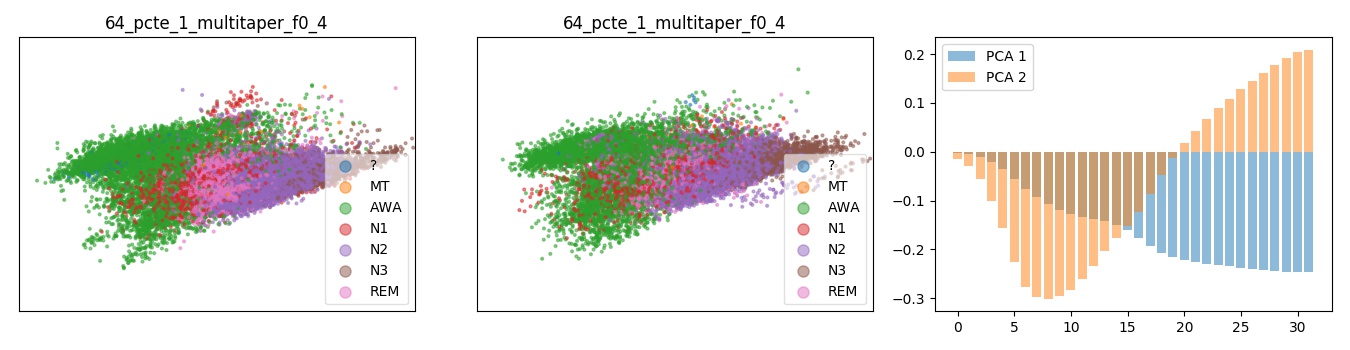 64_pcte_1_multitaper_f0_4
?
MT
AWA
N1
N2
N3
REM
64_pcte_1_multitaper_f0_4
?
MT
AWA
N1
N2
N3
REM
PCA 1
PCA 2
0.2
0.1
0.0
−0.1
−0.2
−0.3
0 5 10 15 20 25 30